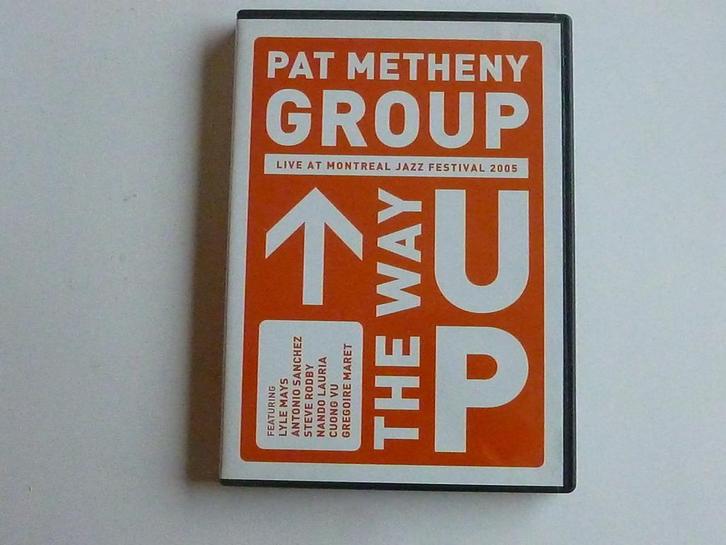 PAT METHENY
GROUP
LIVE AT MONTREAL JAZZ FESTIVAL 2005
THE WAY
UP
FEATURING
LYLE MAYS
ANTONIO SANCHEZ
STEVE RODBY
NANDO LAURIA
CUONG VU
GREGOIRE MARET